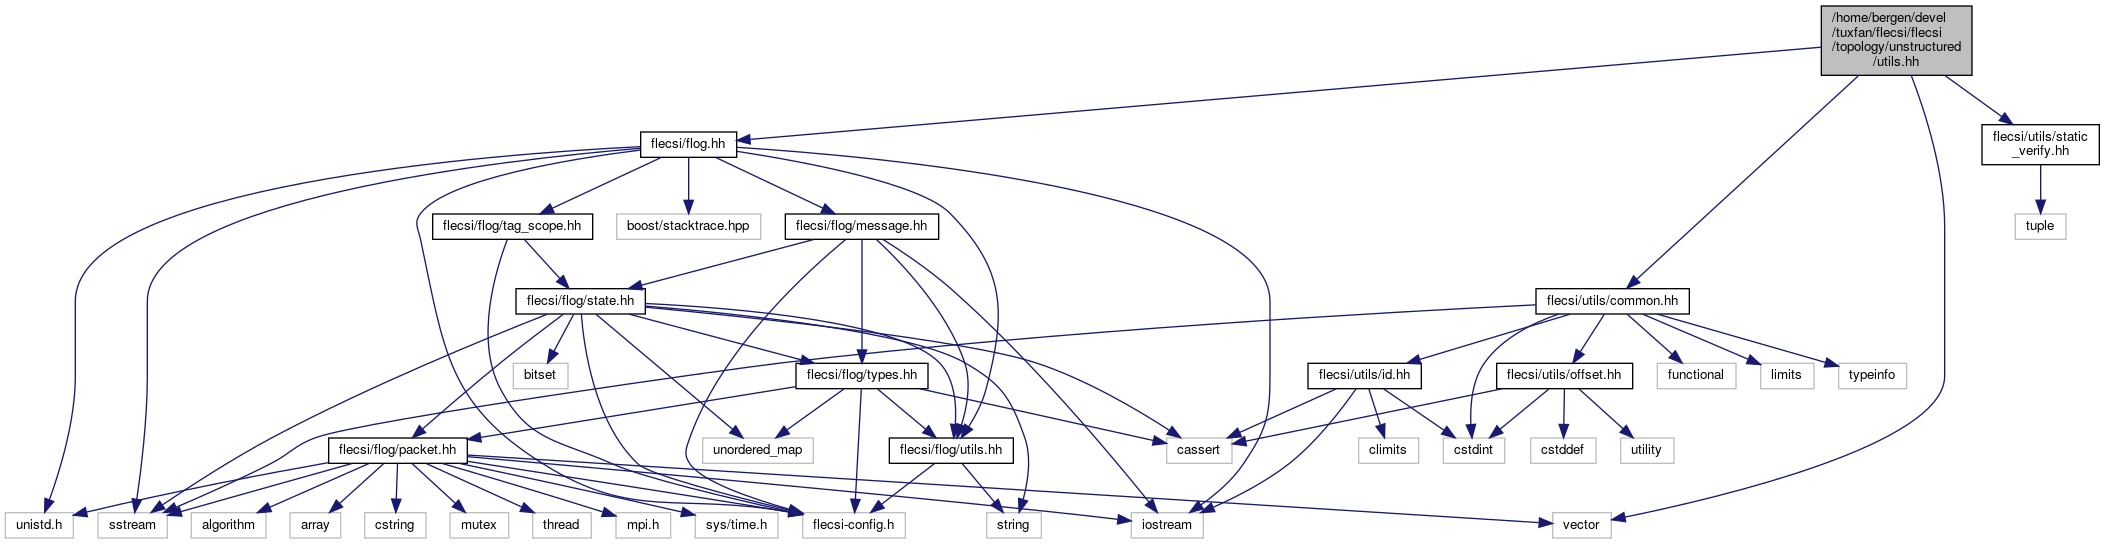 /home/bergen/devel
/tuxfan/flecsi/flecsi
/topology/unstructured
/utils.hh
flecsi/flog.hh
flecsi/utils/static
_verify.hh
flecsi/flog/tag_scope.hh
boost/stacktrace.hpp
flecsi/flog/message.hh
tuple
flecsi/flog/state.hh
flecsi/utils/common.hh
bitset
flecsi/flog/types.hh
flecsi/utils/id.hh
flecsi/utils/offset.hh
functional
limits
typeinfo
flecsi/flog/packet.hh
unordered_map
flecsi/flog/utils.hh
cassert
climits
cstdint
cstddef
utility
unistd.h
sstream
algorithm
array
cstring
mutex
thread
mpi.h
sys/time.h
flecsi-config.h
string
iostream
vector